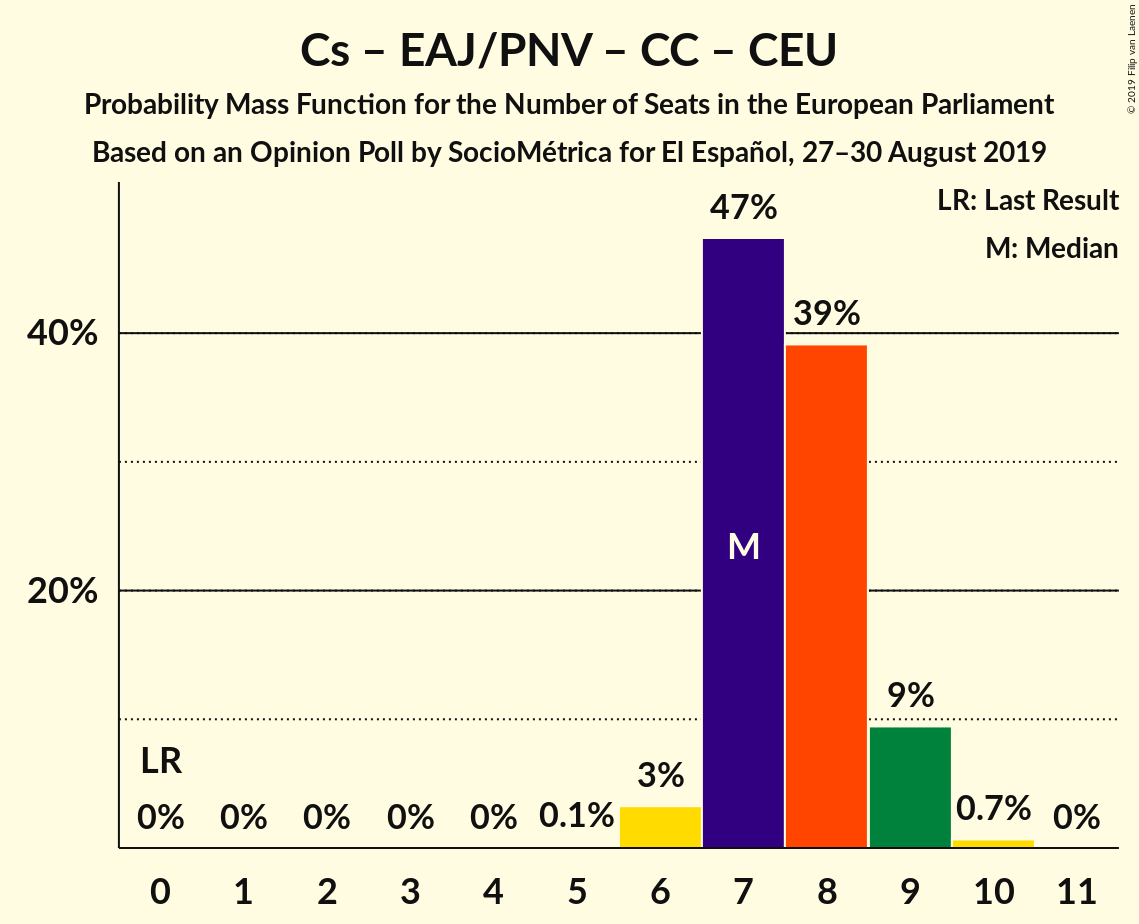 Cs – EAJ/PNV – CC – CEU
Probability Mass Function for the Number of Seats in the European Parliament
Based on an Opinion Poll by SocioMétrica for El Español, 27–30 August 2019
© 2019 Filip van Laenen
LR: Last Result
M: Median
47%
39%
40%
M
20%
9%
LR
3%
0% 0% 0% 0% 0% 0.1% 0.7% 0%
0 1 2 3 4 5 6 7 8 9 10 11